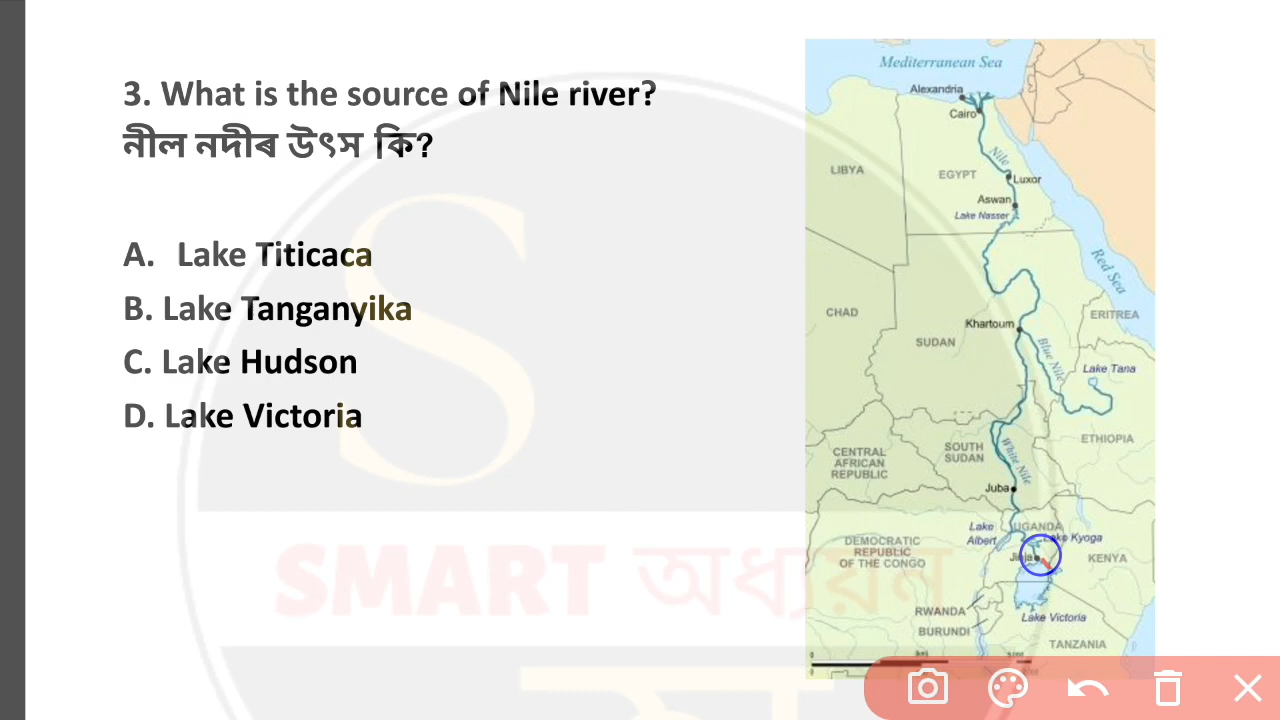 3. What is the source of Nile river?
নীল নদীৰ উৎস কি?
A. Lake Titicaca
B. Lake Tanganyika
C. Lake Hudson
D. Lake Victoria
SMART অধ্যয়ন
Mediterranean Sea
Alexandria
Cairo
Nile
LIBYA
EGYPT
Luxor
Aswan
Lake Nasser
Red Sea
CHAD
ERITREA
Khartoum
SUDAN
Blue Nile
Lake Tana
ETHIOPIA
CENTRAL
AFRICAN
REPUBLIC
SOUTH
SUDAN
White Nile
Juba
Lake
Albert
UGANDA
Lake Kyoga
DEMOCRATIC
REPUBLIC
OF THE CONGO
Jinja
KENYA
RWANDA
Lake Victoria
BURUNDI
TANZANIA